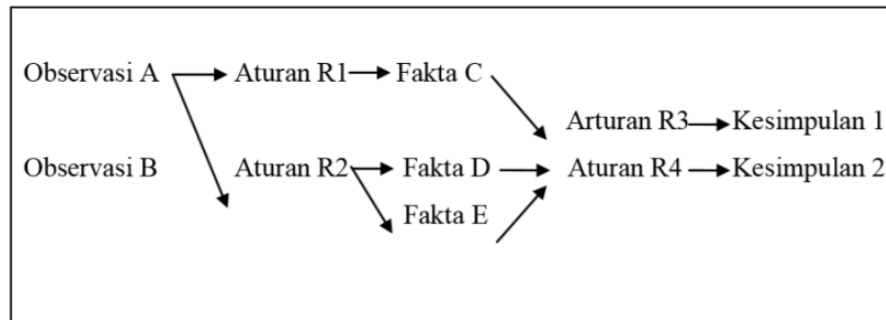 Observasi A Aturan R1 Fakta C
Arturan R3 Kesimpulan 1
Observasi B Aturan R2 Fakta D Aturan R4 Kesimpulan 2
Fakta E